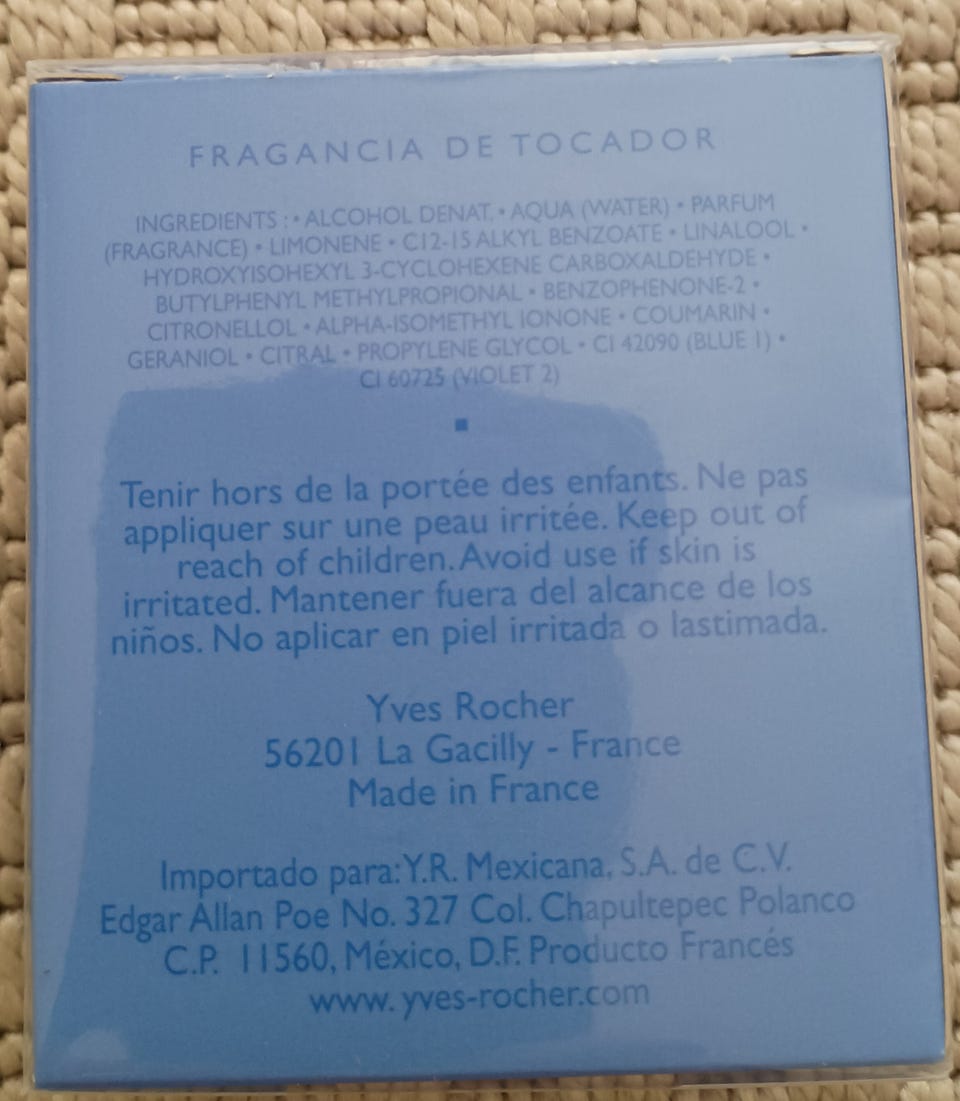 FRAGANCIA DE TOCADOR
INGREDIENTS : • ALCOHOL DENAT. • AQUA (WATER) • PARFUM
(FRAGRANCE) • LIMONENE • C12-15 ALKYL BENZOATE • LINALOOL •
HYDROXYISOHEXYL 3-CYCLOHEXENE CARBOXALDEHYDE •
BUTYLPHENYL METHYLPROPIONAL • BENZOPHENONE-2 •
CITRONELLOL • ALPHA-ISOMETHYL IONONE • COUMARIN •
GERANIOL • CITRAL • PROPYLENE GLYCOL • CI 42090 (BLUE 1) •
CI 60725 (VIOLET 2)
Tenir hors de la portée des enfants. Ne pas
appliquer sur une peau irritée. Keep out of
reach of children. Avoid use if skin is
irritated. Mantener fuera del alcance de los
niños. No aplicar en piel irritada o lastimada.
Yves Rocher
56201 La Gacilly - France
Made in France
Importado para: Y.R. Mexicana, S.A. de C.V.
Edgar Allan Poe No. 327 Col. Chapultepec Polanco
C.P. 11560, México, D.F. Producto Francés
www.yves-rocher.com